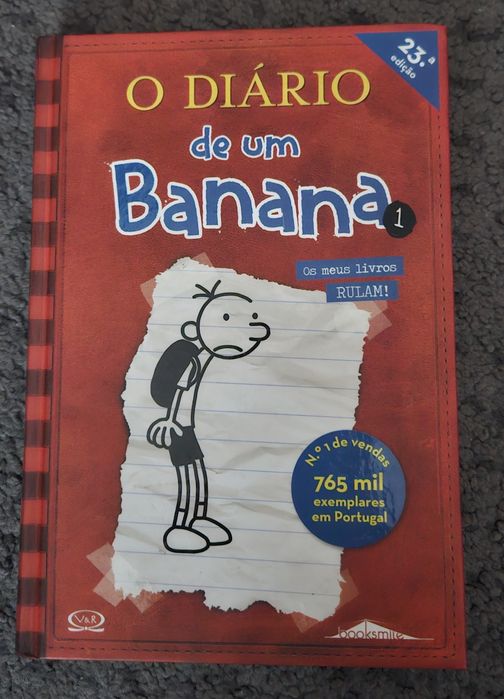 23.ª
edição
O DIÁRIO
de um
Banana
1
Os meus livros
RULAM!
N.º 1 de vendas
765 mil
exemplares
em Portugal
V&R
booksmile